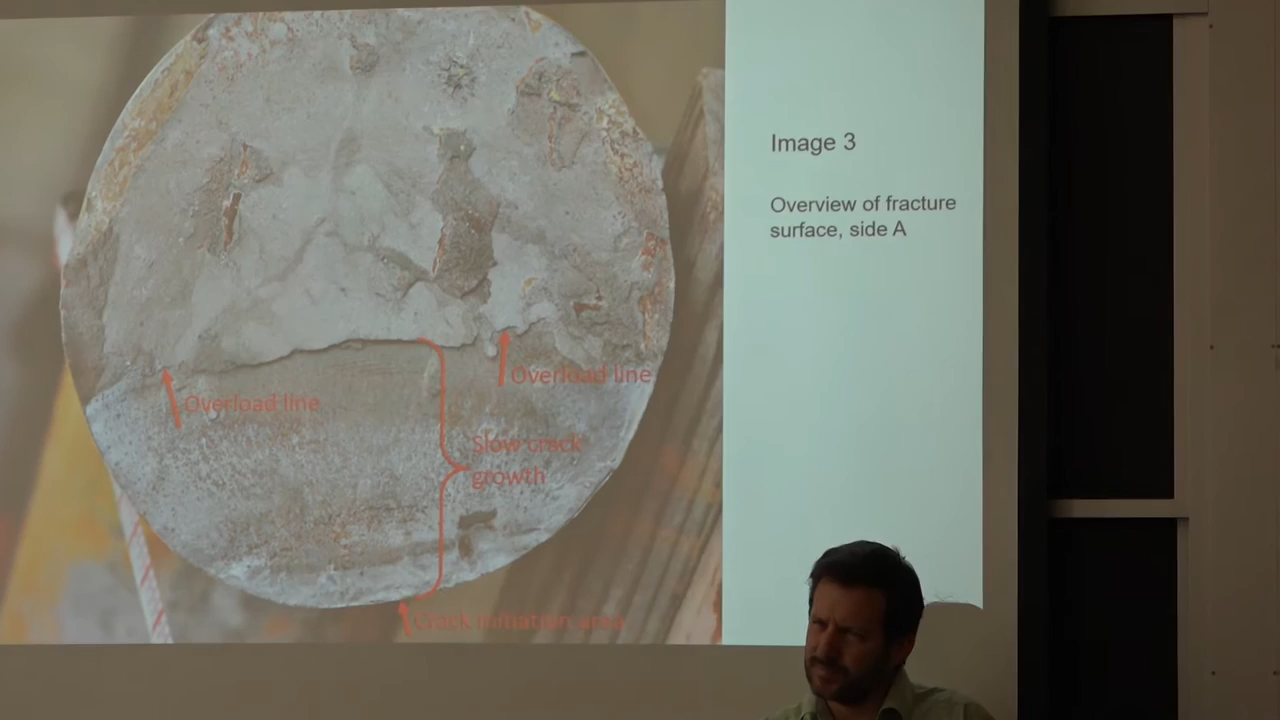 Image 3
Overview of fracture
surface, side A
Overload line
Overload line
Slow crack
growth
Crack initiation area